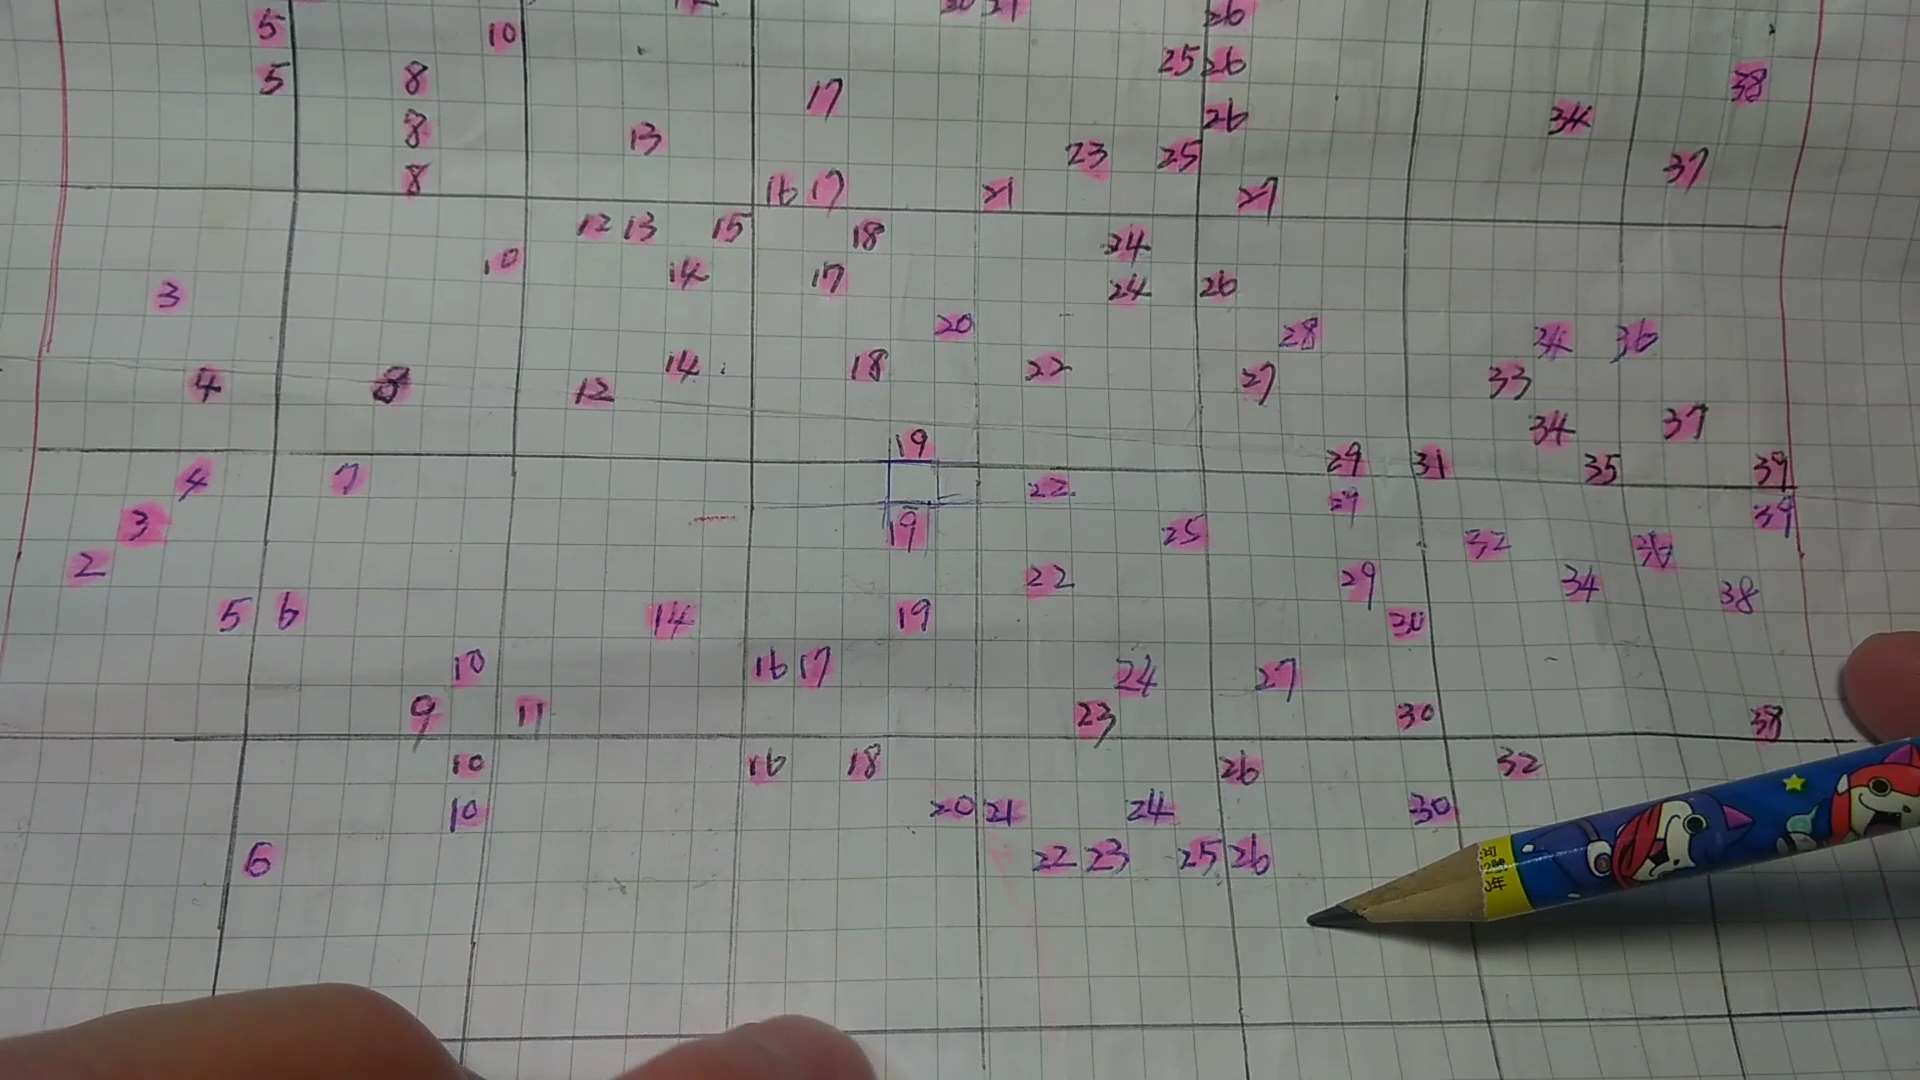 26
5 10
25 26
5 8 38
17
26 34
8 13
23 25 37
8 16 17 21 27
12 13 15 18 24
10 14 17 24 26
3
20 28 34 36
14 18 22 27 33
4 12
34 37
19 29 31 35 39
4 7 22 29
3 19 25 32 39
2 22 29 34 38
5 6 14 19 30
10 16 17 24 27
9 11 23 30 38
10 16 18 26 32
10 20 21 24 30
6 22 23 25 26